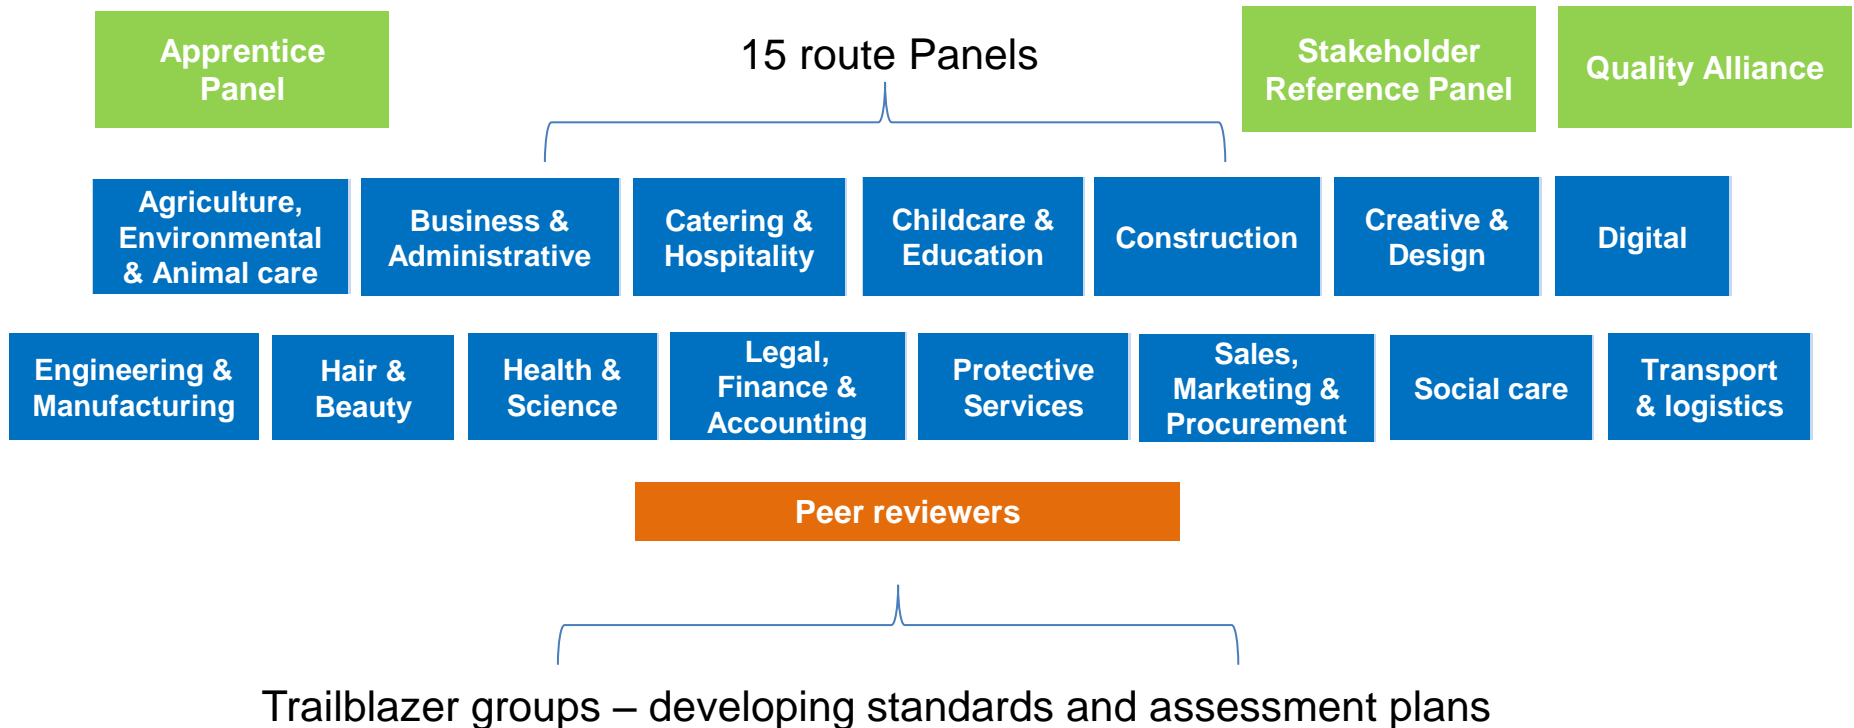 Apprentice
Panel
15 route Panels
Stakeholder
Reference Panel
Quality Alliance
Agriculture,
Environmental
& Animal care
Business &
Administrative
Catering &
Hospitality
Childcare &
Education
Construction
Creative &
Design
Digital
Engineering &
Manufacturing
Hair &
Beauty
Health &
Science
Legal,
Finance &
Accounting
Protective
Services
Sales,
Marketing &
Procurement
Social care
Transport
& logistics
Peer reviewers
Trailblazer groups – developing standards and assessment plans